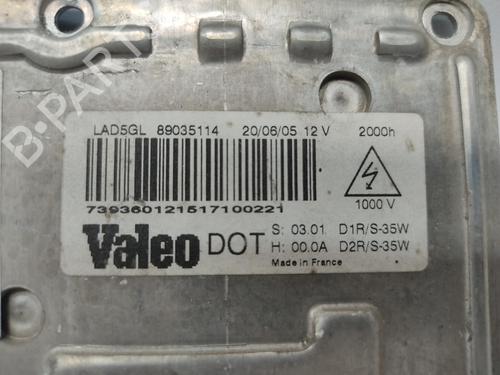 LAD5GL 89035114 20/06/05 12 V 2000h
739360121517100221
1000 V
Valeo DOT S: 03.01 D1R/S-35W
H: 00.0A D2R/S-35W
Made in France
B-PARTS